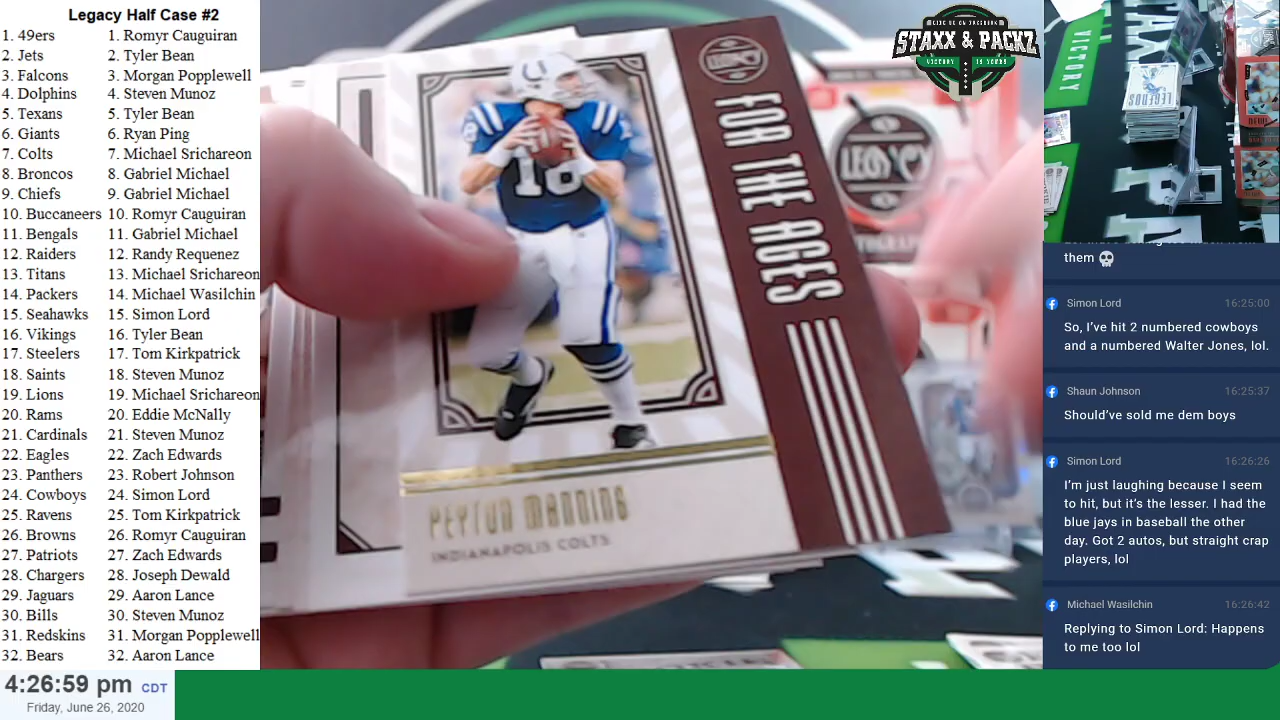 Legacy Half Case #2
1. 49ers 1. Romyr Cauguiran
2. Jets 2. Tyler Bean
3. Falcons 3. Morgan Popplewell
4. Dolphins 4. Steven Munoz
5. Texans 5. Tyler Bean
6. Giants 6. Ryan Ping
7. Colts 7. Michael Srichareon
8. Broncos 8. Gabriel Michael
9. Chiefs 9. Gabriel Michael
10. Buccaneers 10. Romyr Cauguiran
11. Bengals 11. Gabriel Michael
12. Raiders 12. Randy Requenez
13. Titans 13. Michael Srichareon
14. Packers 14. Michael Wasilchin
15. Seahawks 15. Simon Lord
16. Vikings 16. Tyler Bean
17. Steelers 17. Tom Kirkpatrick
18. Saints 18. Steven Munoz
19. Lions 19. Michael Srichareon
20. Rams 20. Eddie McNally
21. Cardinals 21. Steven Munoz
22. Eagles 22. Zach Edwards
23. Panthers 23. Robert Johnson
24. Cowboys 24. Simon Lord
25. Ravens 25. Tom Kirkpatrick
26. Browns 26. Romyr Cauguiran
27. Patriots 27. Zach Edwards
28. Chargers 28. Joseph Dewald
29. Jaguars 29. Aaron Lance
30. Bills 30. Steven Munoz
31. Redskins 31. Morgan Popplewell
32. Bears 32. Aaron Lance
4:26:59 pm CDT
Friday, June 26, 2020
LEGACY
FOR THE AGES
18
PEYTON MANNING
INDIANAPOLIS COLTS
LEGACY
STAXX & PACKZ
VICTORY IS YOURS
VICTORY
LEGENDS
them 💀
Simon Lord 16:25:00
So, I've hit 2 numbered cowboys
and a numbered Walter Jones, lol.
Shaun Johnson 16:25:37
Should've sold me dem boys
Simon Lord 16:26:26
I'm just laughing because I seem
to hit, but it's the lesser. I had the
blue jays in baseball the other
day. Got 2 autos, but straight crap
players, lol
Michael Wasilchin 16:26:42
Replying to Simon Lord: Happens
to me too lol